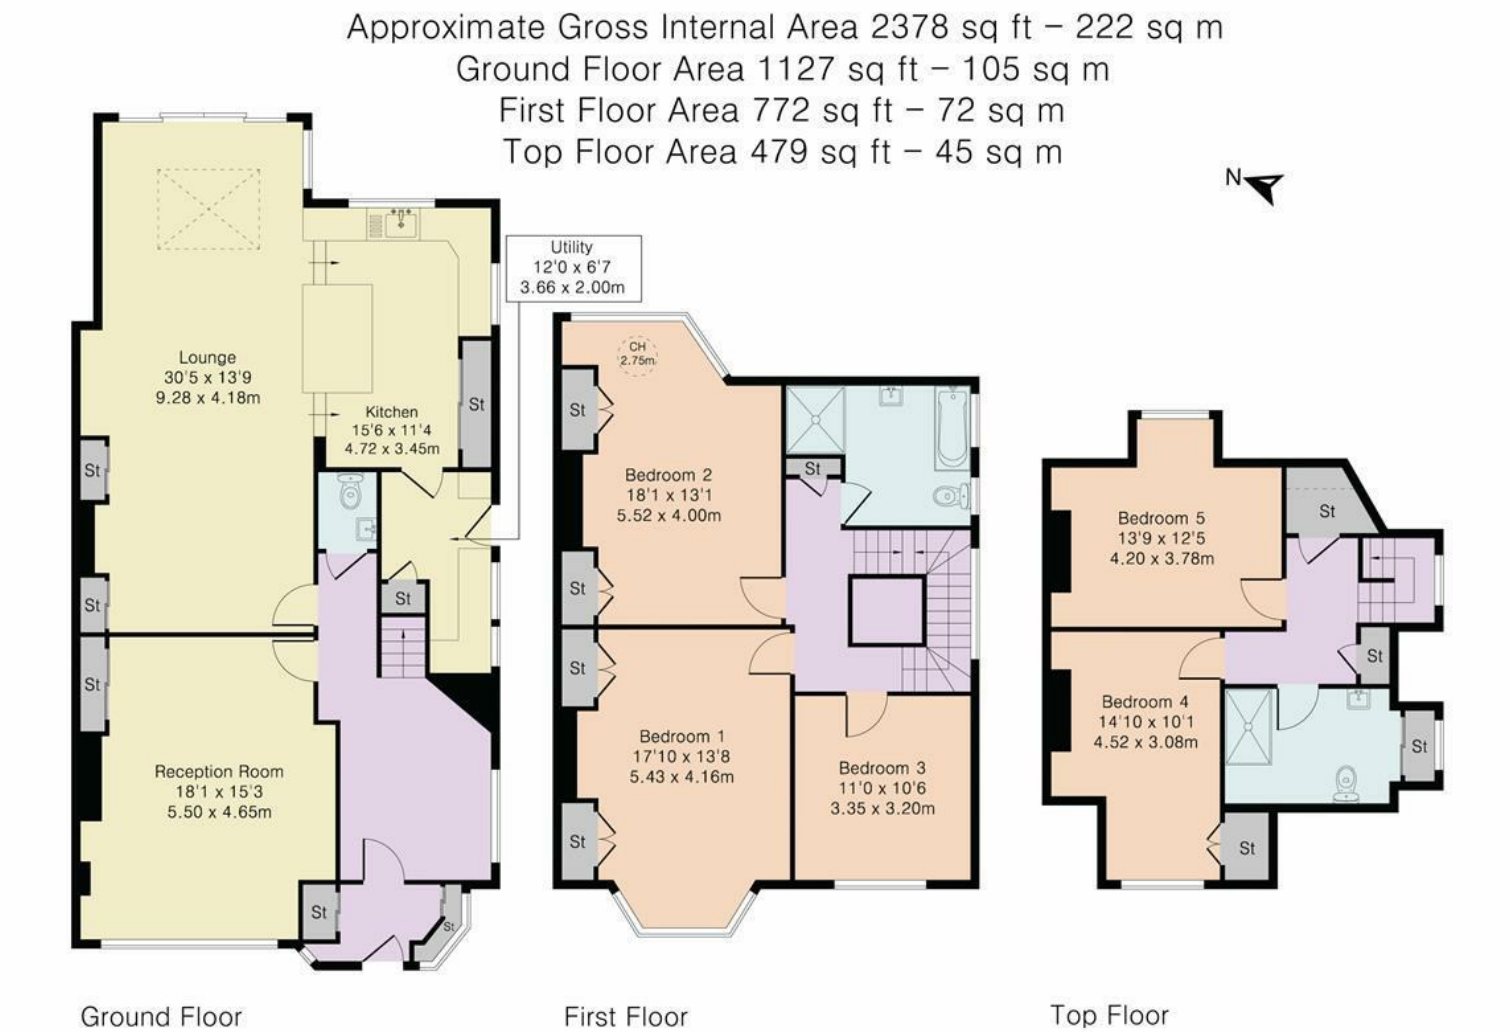 Approximate Gross Internal Area 2378 sq ft – 222 sq m
Ground Floor Area 1127 sq ft – 105 sq m
First Floor Area 772 sq ft – 72 sq m
Top Floor Area 479 sq ft – 45 sq m
N
Lounge
30'5 x 13'9
9.28 x 4.18m
Kitchen
15'6 x 11'4
4.72 x 3.45m
St
Utility
12'0 x 6'7
3.66 x 2.00m
St
St
St
St
Reception Room
18'1 x 15'3
5.50 x 4.65m
St
St
Ground Floor
CH
2.75m
St
Bedroom 2
18'1 x 13'1
5.52 x 4.00m
St
St
St
Bedroom 1
17'10 x 13'8
5.43 x 4.16m
Bedroom 3
11'0 x 10'6
3.35 x 3.20m
St
First Floor
Bedroom 5
13'9 x 12'5
4.20 x 3.78m
St
St
Bedroom 4
14'10 x 10'1
4.52 x 3.08m
St
St
Top Floor